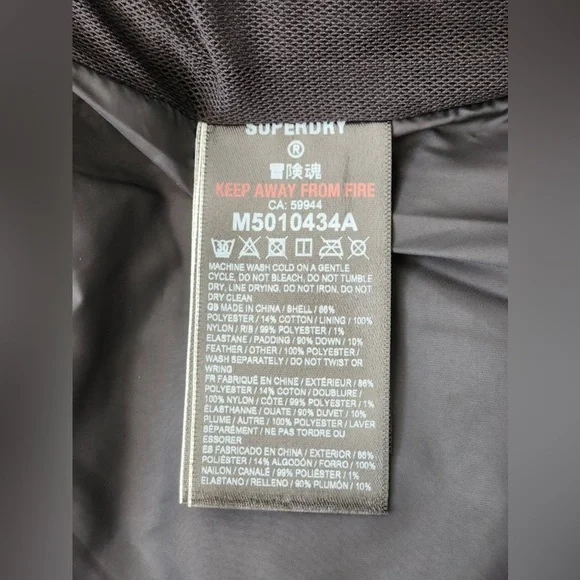 SUPERDRY
®
冒険魂
KEEP AWAY FROM FIRE
CA: 59944
M5010434A
MACHINE WASH COLD ON A GENTLE
CYCLE, DO NOT BLEACH, DO NOT TUMBLE
DRY, LINE DRYING, DO NOT IRON, DO NOT
DRY CLEAN
GB MADE IN CHINA / SHELL / 86%
POLYESTER / 14% COTTON / LINING / 100%
NYLON / RIB / 99% POLYESTER / 1%
ELASTANE / PADDING / 90% DOWN / 10%
FEATHER / OTHER / 100% POLYESTER /
WASH SEPARATELY / DO NOT TWIST OR
WRING
FR FABRIQUÉ EN CHINE / EXTÉRIEUR / 86%
POLYESTER / 14% COTON / DOUBLURE /
100% NYLON / CÔTE / 99% POLYESTER / 1%
ÉLASTHANNE / OUATE / 90% DUVET / 10%
PLUME / AUTRE / 100% POLYESTER / LAVER
SÉPARÉMENT / NE PAS TORDRE OU
ESSORER
ES FABRICADO EN CHINA / EXTERIOR / 86%
POLIÉSTER / 14% ALGODÓN / FORRO / 100%
NAILON / CANALÉ / 99% POLIÉSTER / 1%
ELASTANO / RELLENO / 90% PLUMÓN / 10%